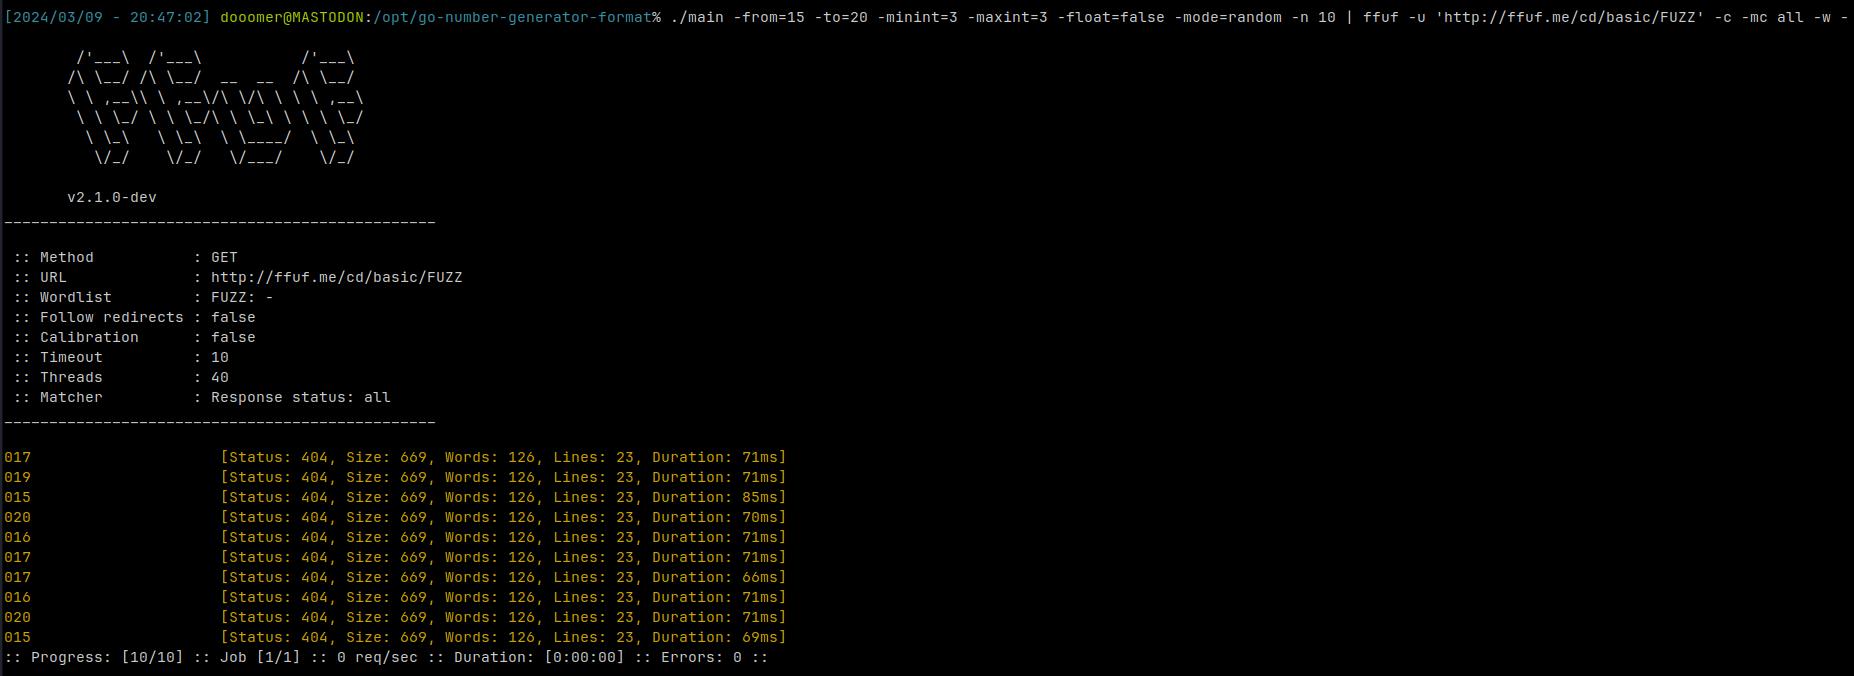 [2024/03/09 - 20:47:02] dooomer@MASTODON:/opt/go-number-generator-format% ./main -from=15 -to=20 -minint=3 -maxint=3 -float=false -mode=random -n 10 | ffuf -u 'http://ffuf.me/cd/basic/FUZZ' -c -mc all -w -

        /'___\  /'___\           /'___\
       /\ \__/ /\ \__/  __  __  /\ \__/
       \ \ ,__\\ \ ,__\/\ \/\ \ \ \ ,__\
        \ \ \_/ \ \ \_/\ \ \_\ \ \ \ \_/
         \ \_\   \ \_\  \ \____/  \ \_\
          \/_/    \/_/   \/___/    \/_/

       v2.1.0-dev
________________________________________________

 :: Method           : GET
 :: URL              : http://ffuf.me/cd/basic/FUZZ
 :: Wordlist         : FUZZ: -
 :: Follow redirects : false
 :: Calibration      : false
 :: Timeout          : 10
 :: Threads          : 40
 :: Matcher          : Response status: all
________________________________________________

017                     [Status: 404, Size: 669, Words: 126, Lines: 23, Duration: 71ms]
019                     [Status: 404, Size: 669, Words: 126, Lines: 23, Duration: 71ms]
015                     [Status: 404, Size: 669, Words: 126, Lines: 23, Duration: 85ms]
020                     [Status: 404, Size: 669, Words: 126, Lines: 23, Duration: 70ms]
016                     [Status: 404, Size: 669, Words: 126, Lines: 23, Duration: 71ms]
017                     [Status: 404, Size: 669, Words: 126, Lines: 23, Duration: 71ms]
017                     [Status: 404, Size: 669, Words: 126, Lines: 23, Duration: 66ms]
016                     [Status: 404, Size: 669, Words: 126, Lines: 23, Duration: 71ms]
020                     [Status: 404, Size: 669, Words: 126, Lines: 23, Duration: 71ms]
015                     [Status: 404, Size: 669, Words: 126, Lines: 23, Duration: 69ms]
:: Progress: [10/10] :: Job [1/1] :: 0 req/sec :: Duration: [0:00:00] :: Errors: 0 ::